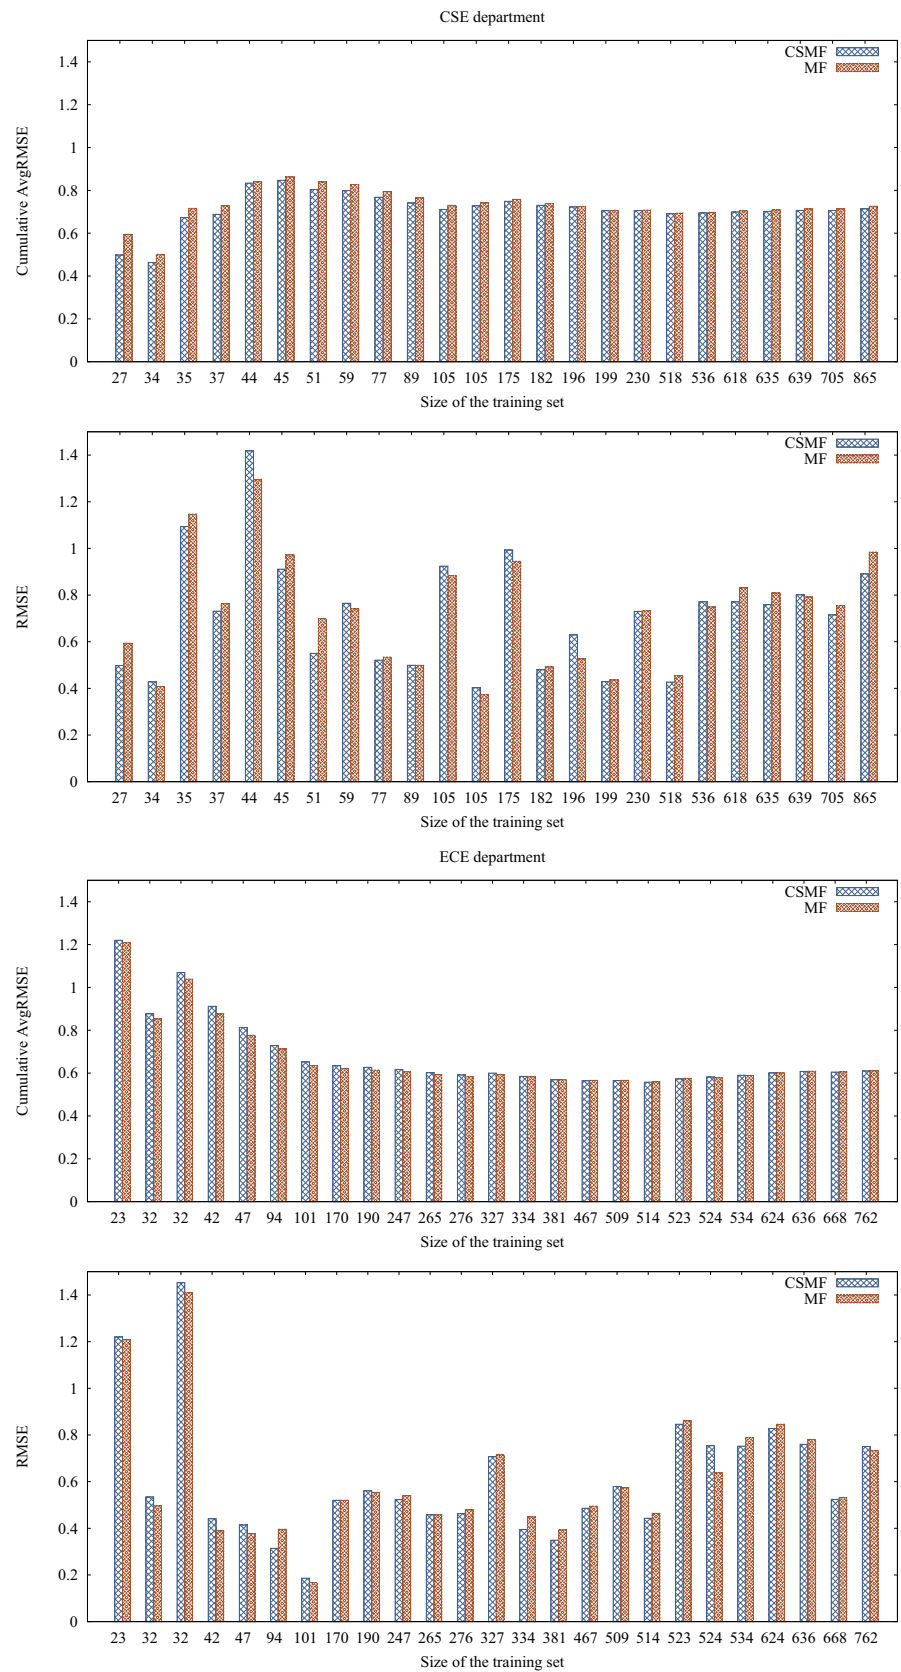 CSE department
CSMF
MF
Cumulative AvgRMSE
1.4
1.2
1
0.8
0.6
0.4
0.2
0
27 34 35 37 44 45 51 59 77 89 105 105 175 182 196 199 230 518 536 618 635 639 705 865
Size of the training set
CSMF
MF
RMSE
1.4
1.2
1
0.8
0.6
0.4
0.2
0
27 34 35 37 44 45 51 59 77 89 105 105 175 182 196 199 230 518 536 618 635 639 705 865
Size of the training set
ECE department
CSMF
MF
Cumulative AvgRMSE
1.4
1.2
1
0.8
0.6
0.4
0.2
0
23 32 32 42 47 94 101 170 190 247 265 276 327 334 381 467 509 514 523 524 534 624 636 668 762
Size of the training set
CSMF
MF
RMSE
1.4
1.2
1
0.8
0.6
0.4
0.2
0
23 32 32 42 47 94 101 170 190 247 265 276 327 334 381 467 509 514 523 524 534 624 636 668 762
Size of the training set